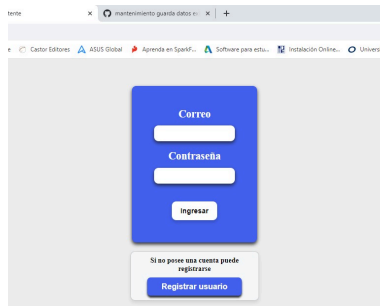 tente
mantenimiento guarda datos e
Castor Editores ASUS Global Aprenda en SparkF... Software para estu... Instalación Online... Univers
Correo
Contraseña
Ingresar
Si no posee una cuenta puede
registrarse
Registrar usuario